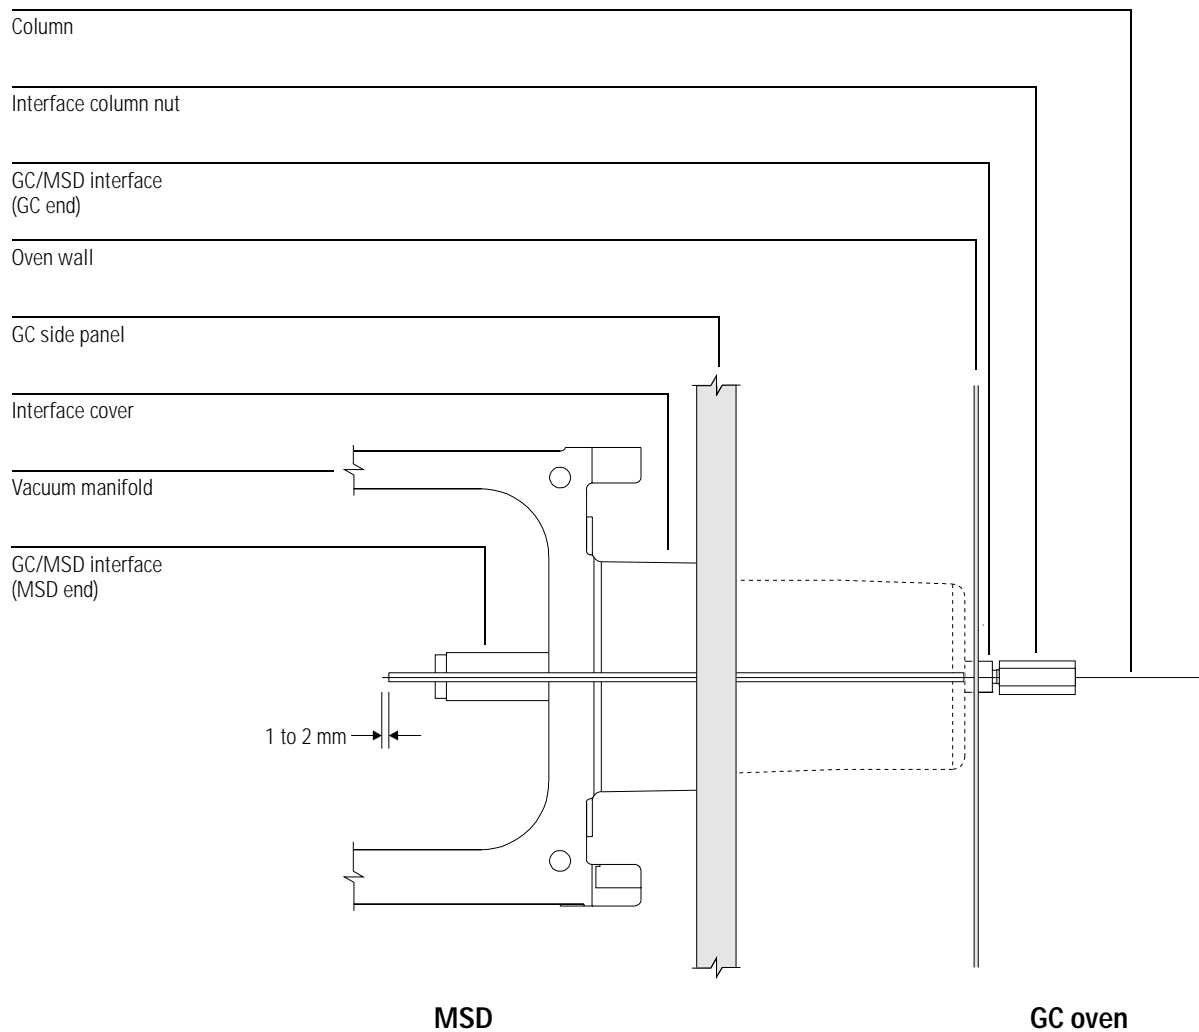 Column
Interface column nut
GC/MSD interface
(GC end)
Oven wall
GC side panel
Interface cover
Vacuum manifold
GC/MSD interface
(MSD end)
1 to 2 mm
MSD
GC oven